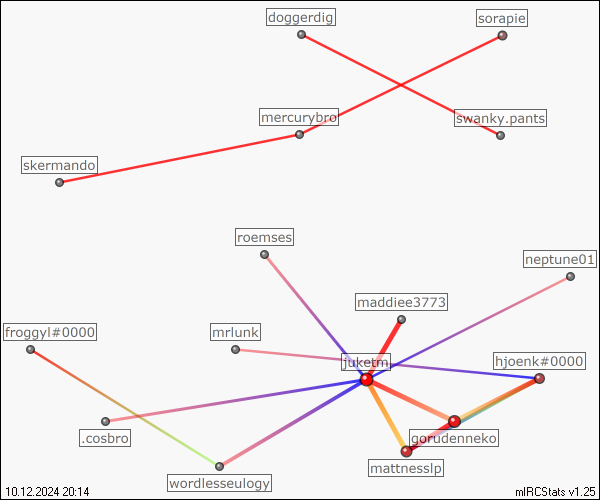 doggerdig
sorapie
mercurybro
swanky.pants
skermando
roemses
neptune01
maddiee3773
froggyl#0000
mrlunk
juketm
hjoenk#0000
.cosbro
gorudenneko
mattnesslp
wordlesseulogy
10.12.2024 20:14
mIRCStats v1.25